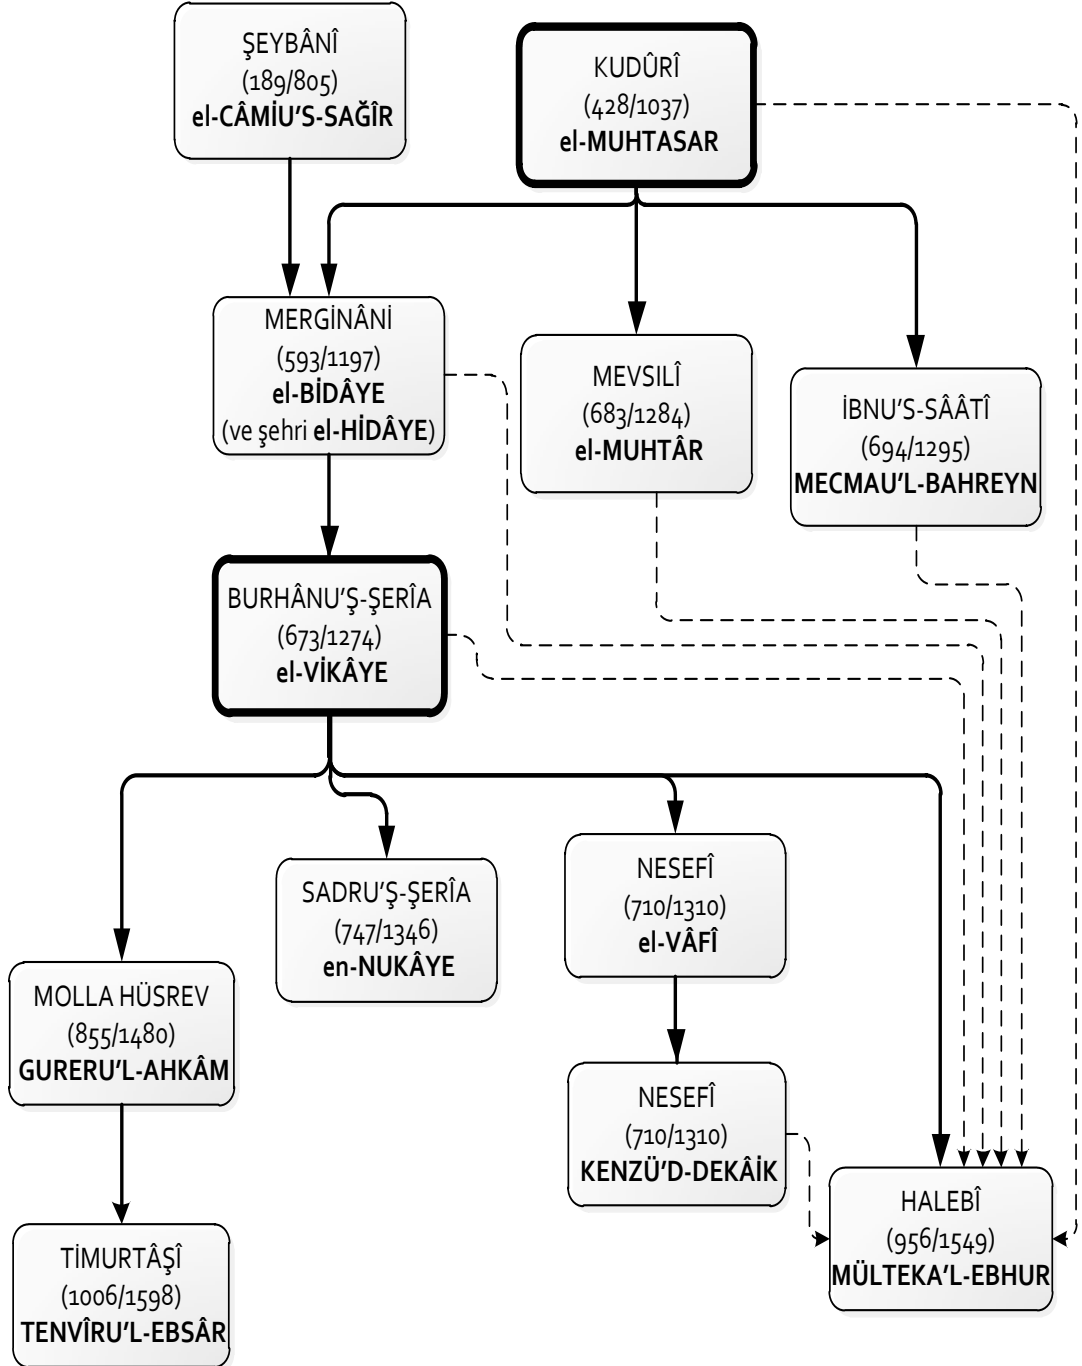 ŞEYBÂNÎ
(189/805)
el-CÂMİU'S-SAĞÎR
KUDÛRÎ
(428/1037)
el-MUHTASAR
MERGİNÂNİ
(593/1197)
el-BİDÂYE
(ve şehri el-HİDÂYE)
MEVSILÎ
(683/1284)
el-MUHTÂR
İBNU'S-SÂÂTÎ
(694/1295)
MECMAU'L-BAHREYN
BURHÂNU'Ş-ŞERÎA
(673/1274)
el-VİKÂYE
NESEFÎ
(710/1310)
el-VÂFÎ
SADRU'Ş-ŞERÎA
(747/1346)
en-NUKÂYE
MOLLA HÜSREV
(855/1480)
GURERU'L-AHKÂM
NESEFÎ
(710/1310)
KENZÜ'D-DEKÂİK
HALEBÎ
(956/1549)
MÜLTEKA'L-EBHUR
TİMURTÂŞÎ
(1006/1598)
TENVÎRU'L-EBSÂR